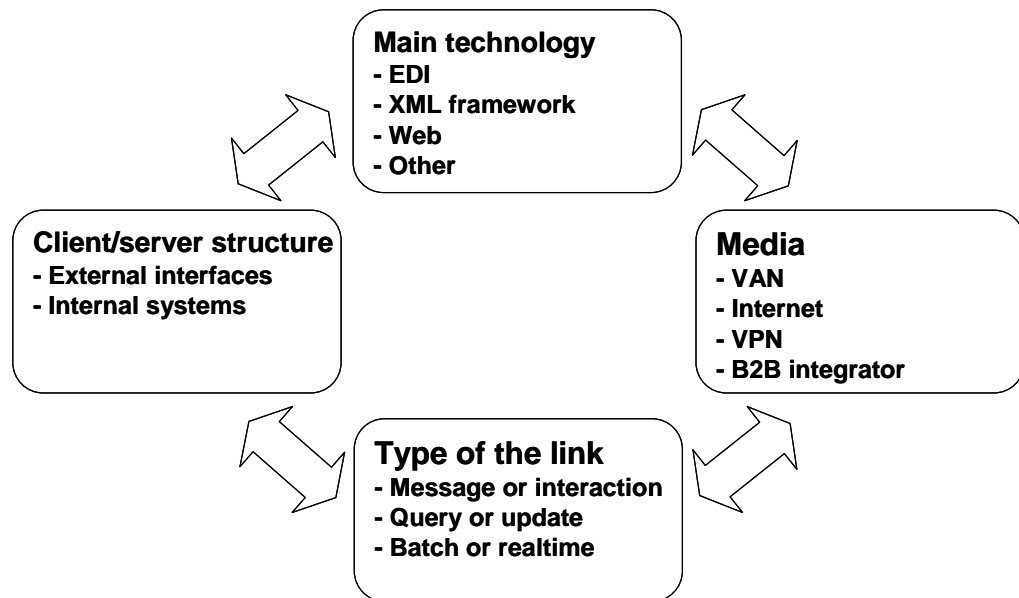 Main technology
- EDI
- XML framework
- Web
- Other
Client/server structure
- External interfaces
- Internal systems
Media
- VAN
- Internet
- VPN
- B2B integrator
Type of the link
- Message or interaction
- Query or update
- Batch or realtime